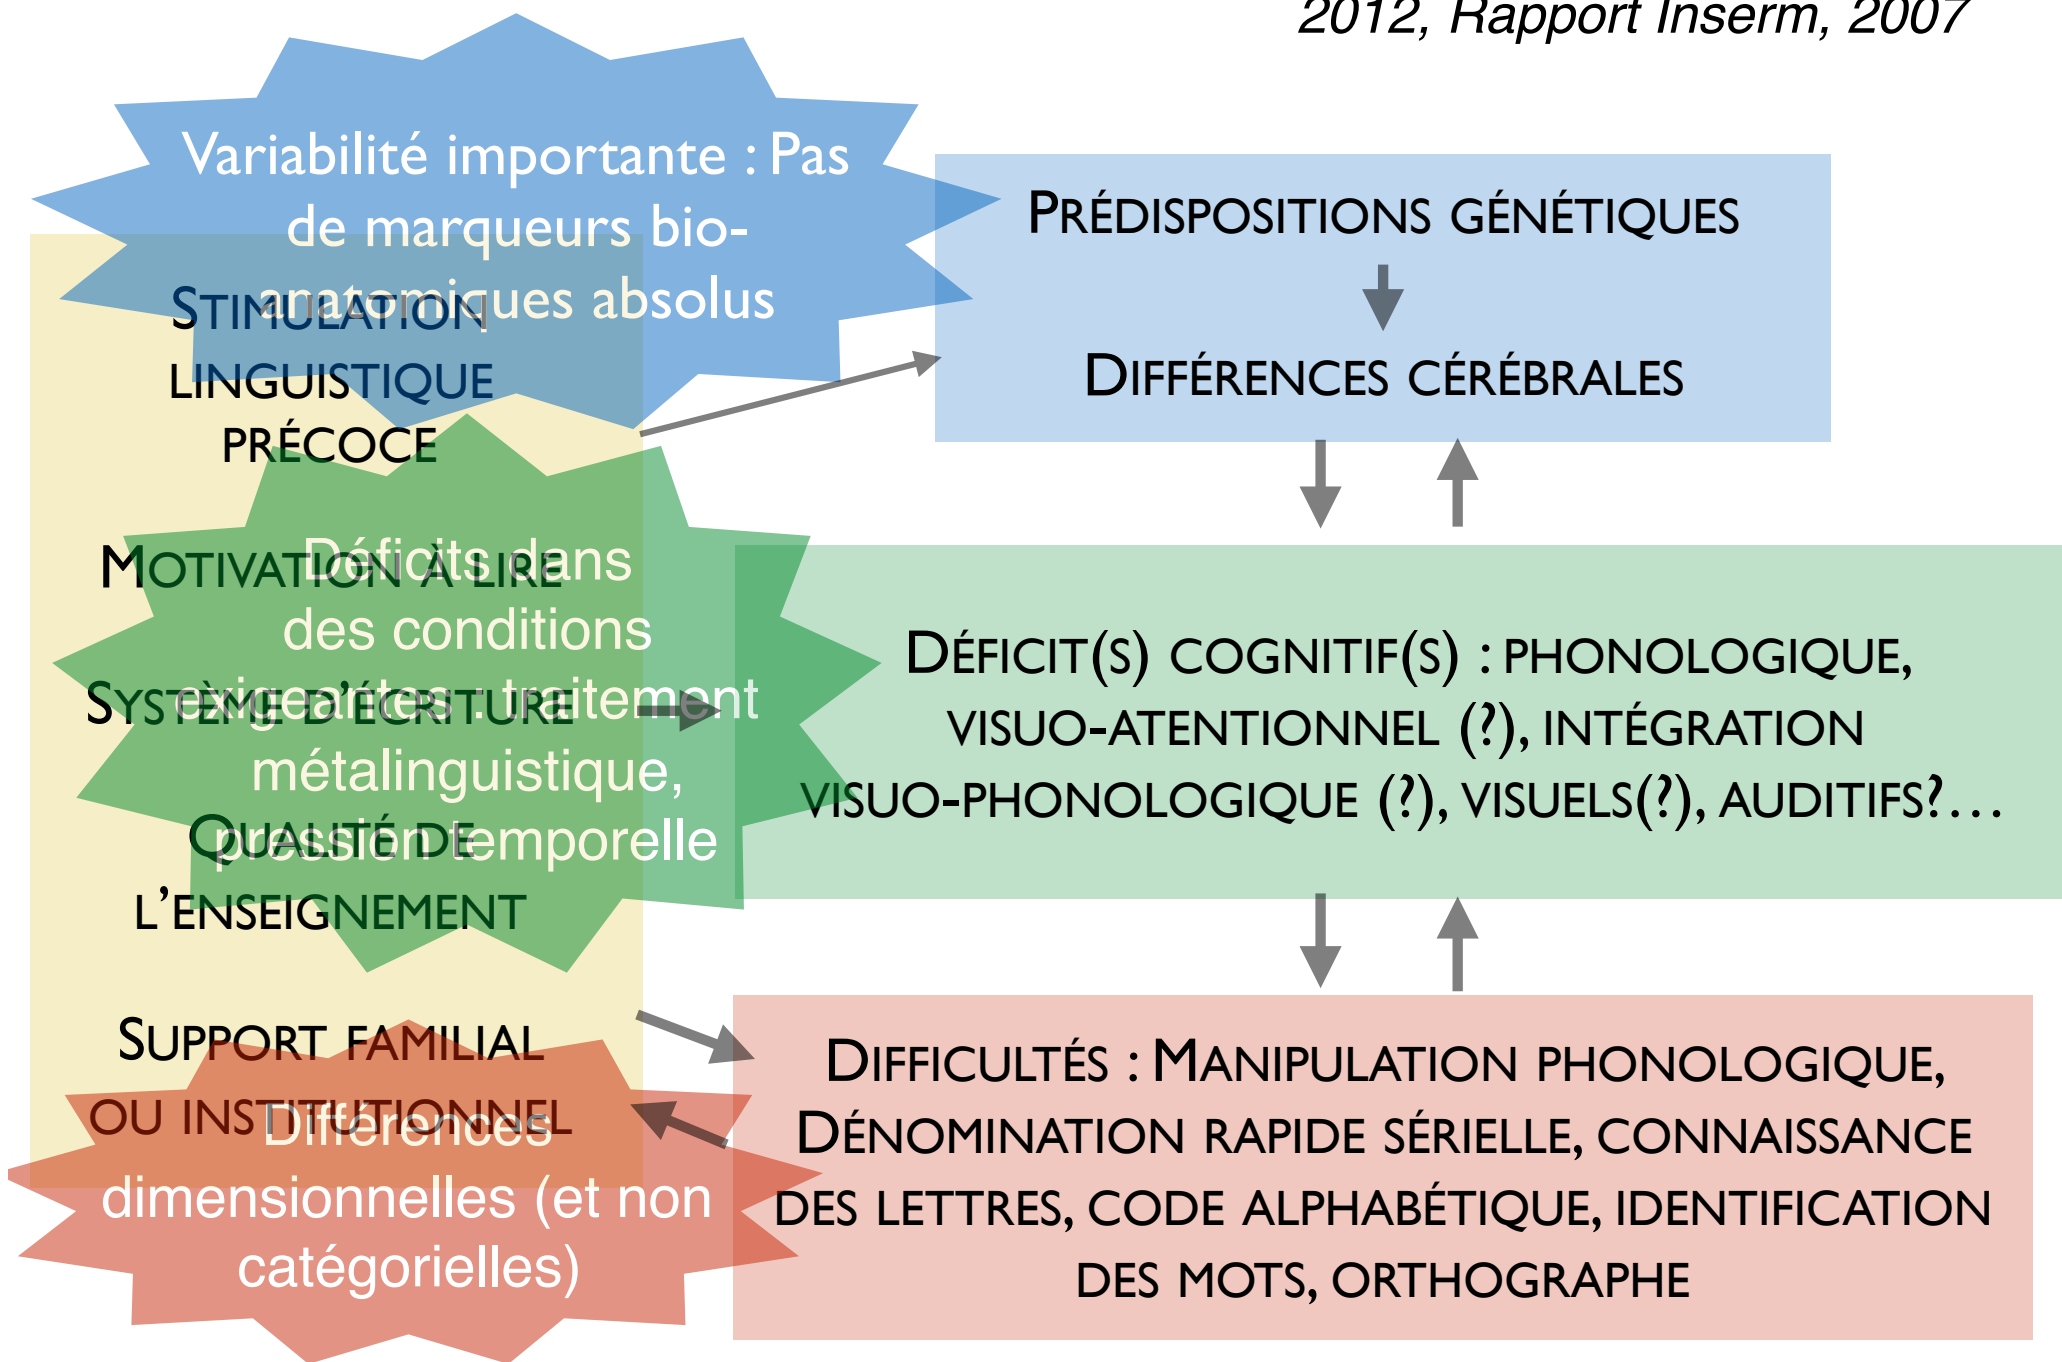 2012, Rapport Inserm, 2007
Variabilité importante : Pas
de marqueurs bio-
anatomiques absolus
PRÉDISPOSITIONS GÉNÉTIQUES
DIFFÉRENCES CÉRÉBRALES
STIMULATION
LINGUISTIQUE
PRÉCOCE
MOTIVATION À LIRE
SYSTÈME D’ÉCRITURE
QUALITÉ DE
L’ENSEIGNEMENT
SUPPORT FAMILIAL
OU INSTITUTIONNEL
Déficits dans
des conditions
exigeantes : traitement
métalinguistique,
pression temporelle
DÉFICIT(S) COGNITIF(S) : PHONOLOGIQUE,
VISUO-ATENTIONNEL (?), INTÉGRATION
VISUO-PHONOLOGIQUE (?), VISUELS(?), AUDITIFS?…
Différences
dimensionnelles (et non
catégorielles)
DIFFICULTÉS : MANIPULATION PHONOLOGIQUE,
DÉNOMINATION RAPIDE SÉRIELLE, CONNAISSANCE
DES LETTRES, CODE ALPHABÉTIQUE, IDENTIFICATION
DES MOTS, ORTHOGRAPHE